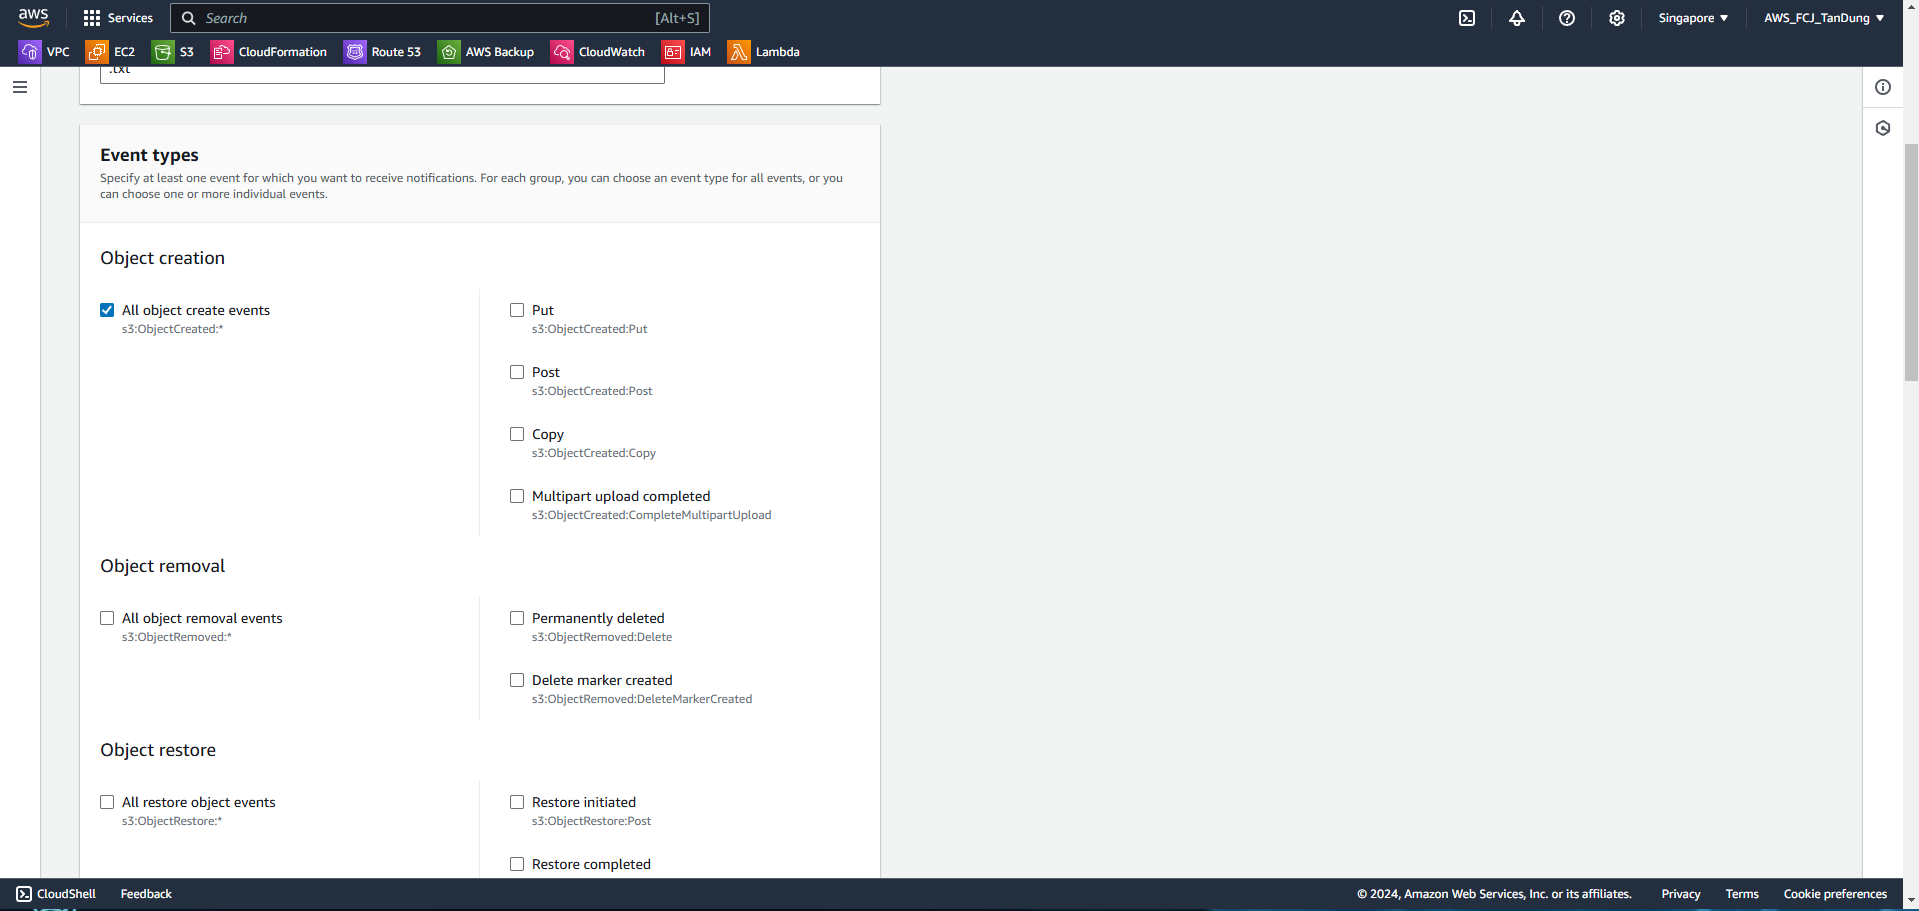 aws
Services
Search
[Alt+S]
Singapore ▼
AWS_FCJ_TanDung ▼
VPC
EC2
S3
CloudFormation
Route 53
AWS Backup
CloudWatch
IAM
Lambda
.txt
Event types
Specify at least one event for which you want to receive notifications. For each group, you can choose an event type for all events, or you
can choose one or more individual events.
Object creation
All object create events
s3:ObjectCreated:*
Put
s3:ObjectCreated:Put
Post
s3:ObjectCreated:Post
Copy
s3:ObjectCreated:Copy
Multipart upload completed
s3:ObjectCreated:CompleteMultipartUpload
Object removal
All object removal events
s3:ObjectRemoved:*
Permanently deleted
s3:ObjectRemoved:Delete
Delete marker created
s3:ObjectRemoved:DeleteMarkerCreated
Object restore
All restore object events
s3:ObjectRestore:*
Restore initiated
s3:ObjectRestore:Post
Restore completed
CloudShell
Feedback
© 2024, Amazon Web Services, Inc. or its affiliates.
Privacy
Terms
Cookie preferences